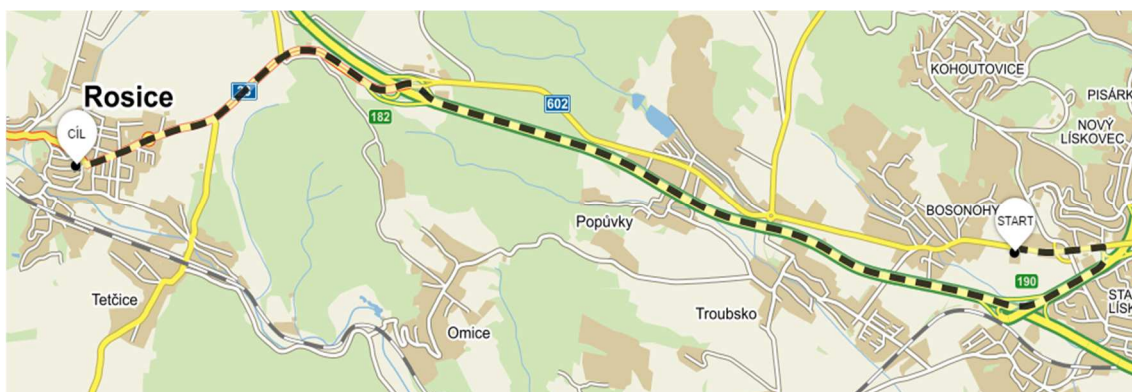 KOHOUTOVICE
PISÁRK
Rosice
602
182
NOVÝ
LÍSKOVEC
CÍL
BOSONOHY
START
Popůvky
190
Tetčice
STA
LÍSK
Troubsko
Omice